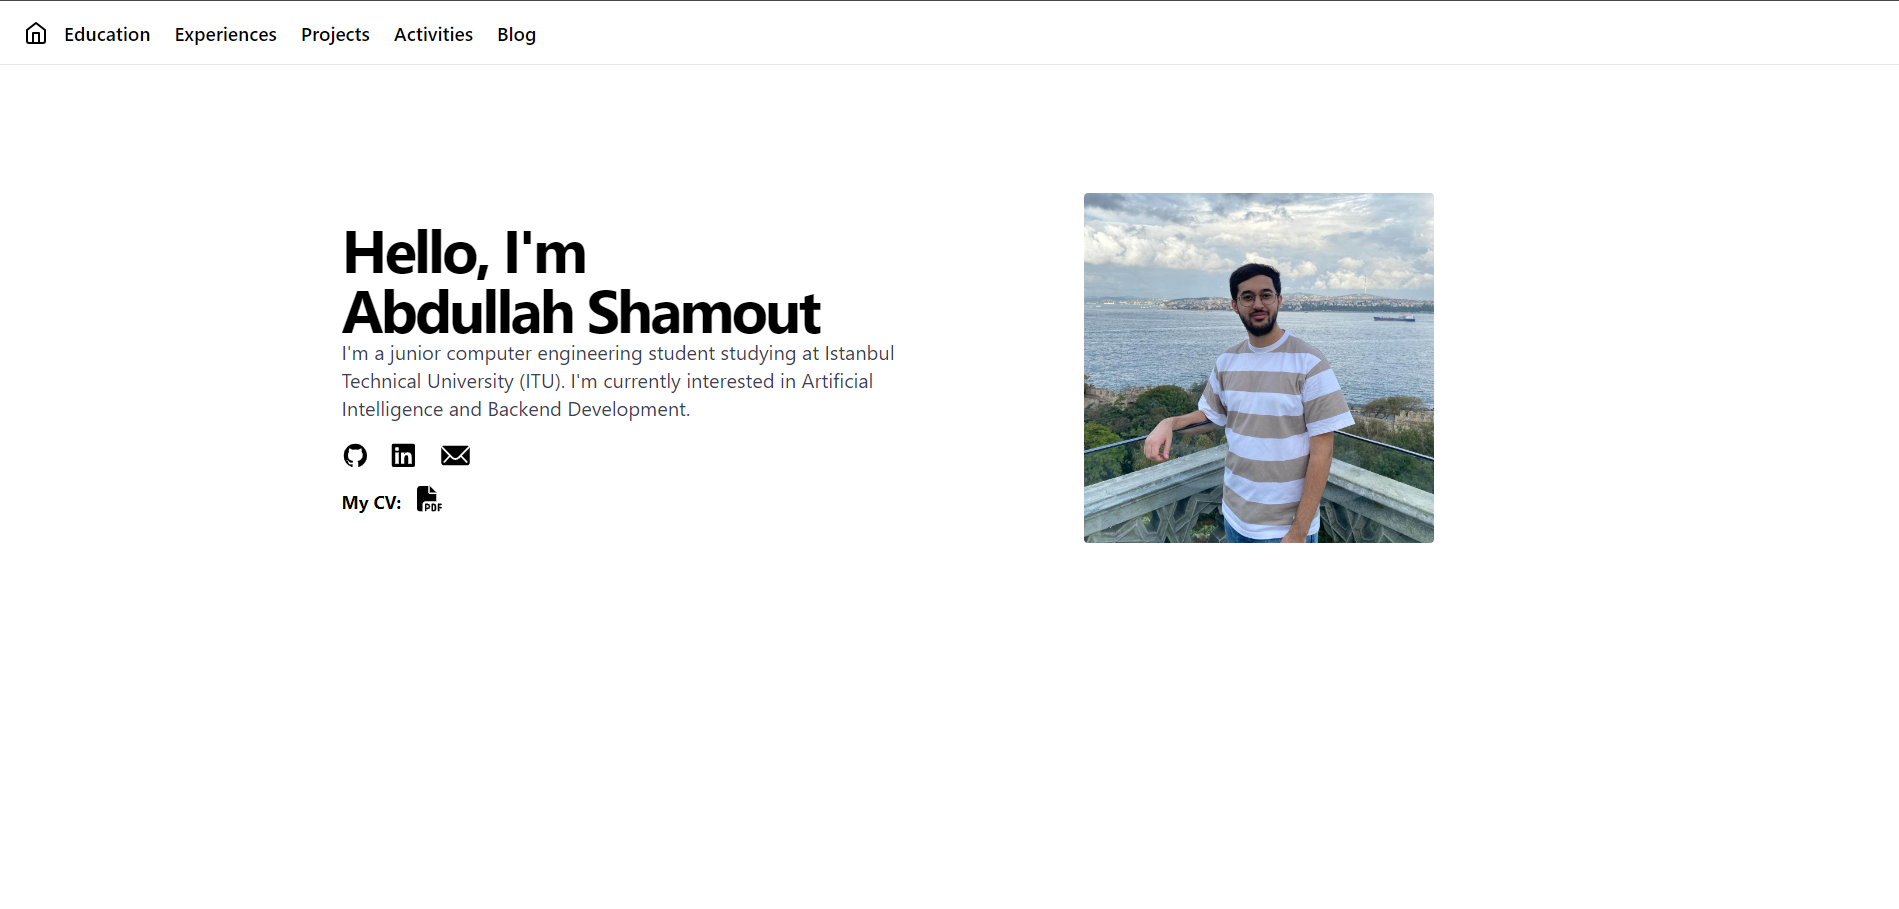 Education Experiences Projects Activities Blog
Hello, I'm
Abdullah Shamout
I'm a junior computer engineering student studying at Istanbul
Technical University (ITU). I'm currently interested in Artificial
Intelligence and Backend Development.
in
My CV: PDF